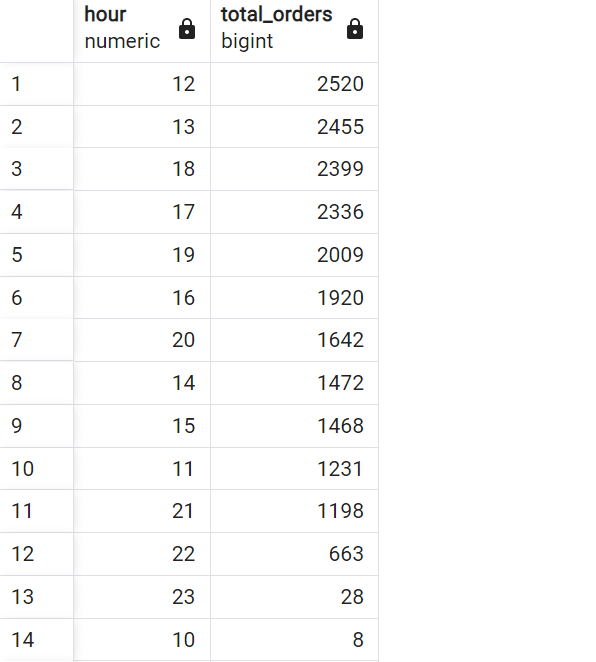 hour total_orders
numeric bigint
1 12 2520
2 13 2455
3 18 2399
4 17 2336
5 19 2009
6 16 1920
7 20 1642
8 14 1472
9 15 1468
10 11 1231
11 21 1198
12 22 663
13 23 28
14 10 8